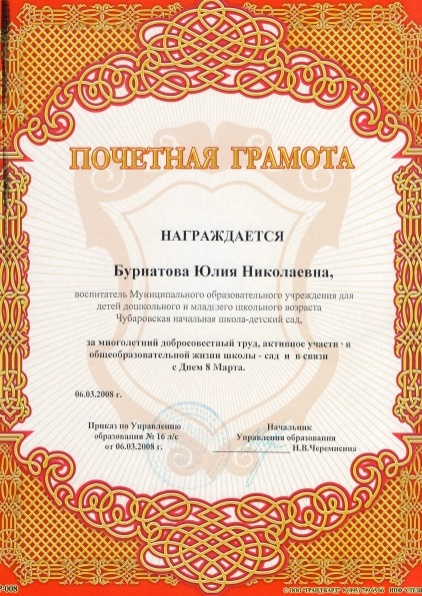 ПОЧЕТНАЯ ГРАМОТА
НАГРАЖДАЕТСЯ
Бурнатова Юлия Николаевна,
воспитатель Муниципального образовательного учреждения для
детей дошкольного и младшего школьного возраста
Чубаровская начальная школа-детский сад,
за многолетний добросовестный труд, активное участи в
общеобразовательной жизни школы - сад и в связи
с Днем 8 Марта.
06.03.2008 г.
Приказ по Управлению
образования № 16 л/с
от 06.03.2008 г.
Начальник
Управления образования
Н.В.Черемисина